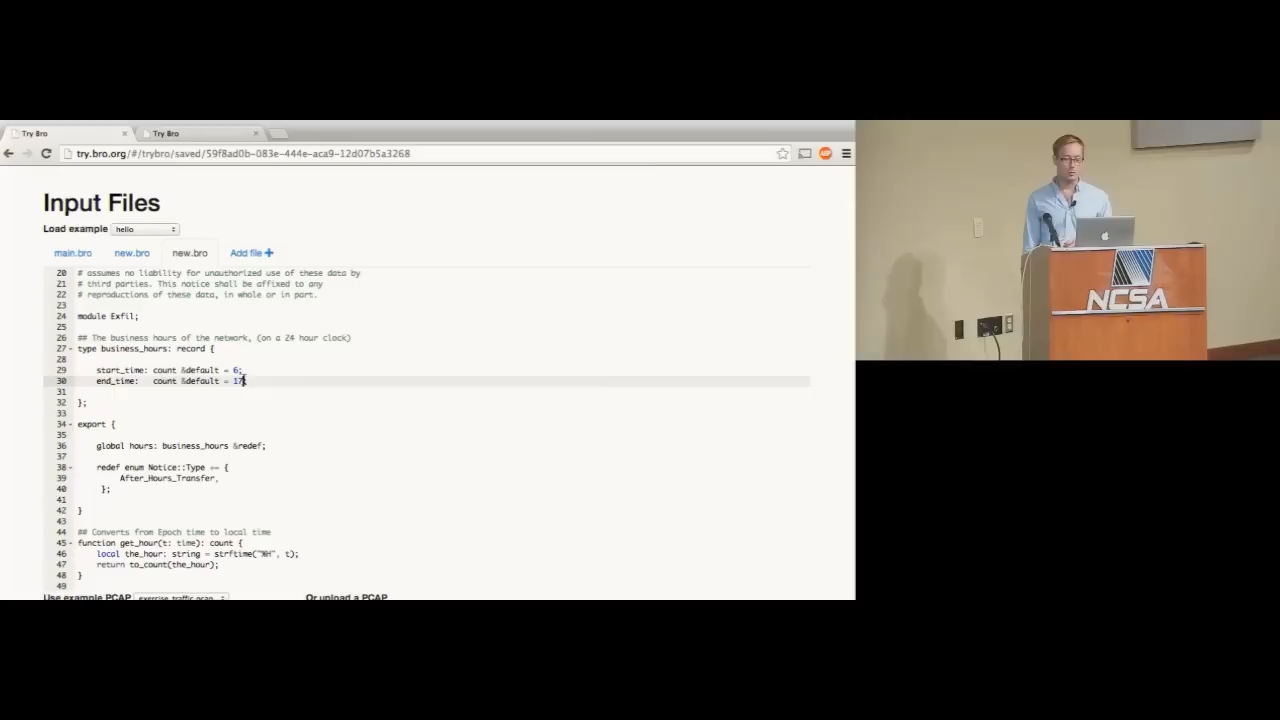 Try Bro
Try Bro
try.bro.org/#/trybro/saved/59f8ad0b-083e-444e-aca9-12d07b5a3268
ABP
Input Files
Load example hello
main.bro new.bro new.bro Add file +
20 # assumes no liability for unauthorized use of these data by
21 # third parties. This notice shall be affixed to any
22 # reproductions of these data, in whole or in part.
23
24 module Exfil;
25
26 ## The business hours of the network, (on a 24 hour clock)
27 type business_hours: record {
28
29 start_time: count &default = 6;
30 end_time: count &default = 17
31
32 };
33
34 export {
35
36 global hours: business_hours &redef;
37
38 redef enum Notice::Type += {
39 After_Hours_Transfer,
40 };
41
42 }
43
44 ## Converts from Epoch time to local time
45 function get_hour(t: time): count {
46 local the_hour: string = strftime("%H", t);
47 return to_count(the_hour);
48 }
49
Use example PCAP exercise_traffic.pcap Or upload a PCAP
NCSA